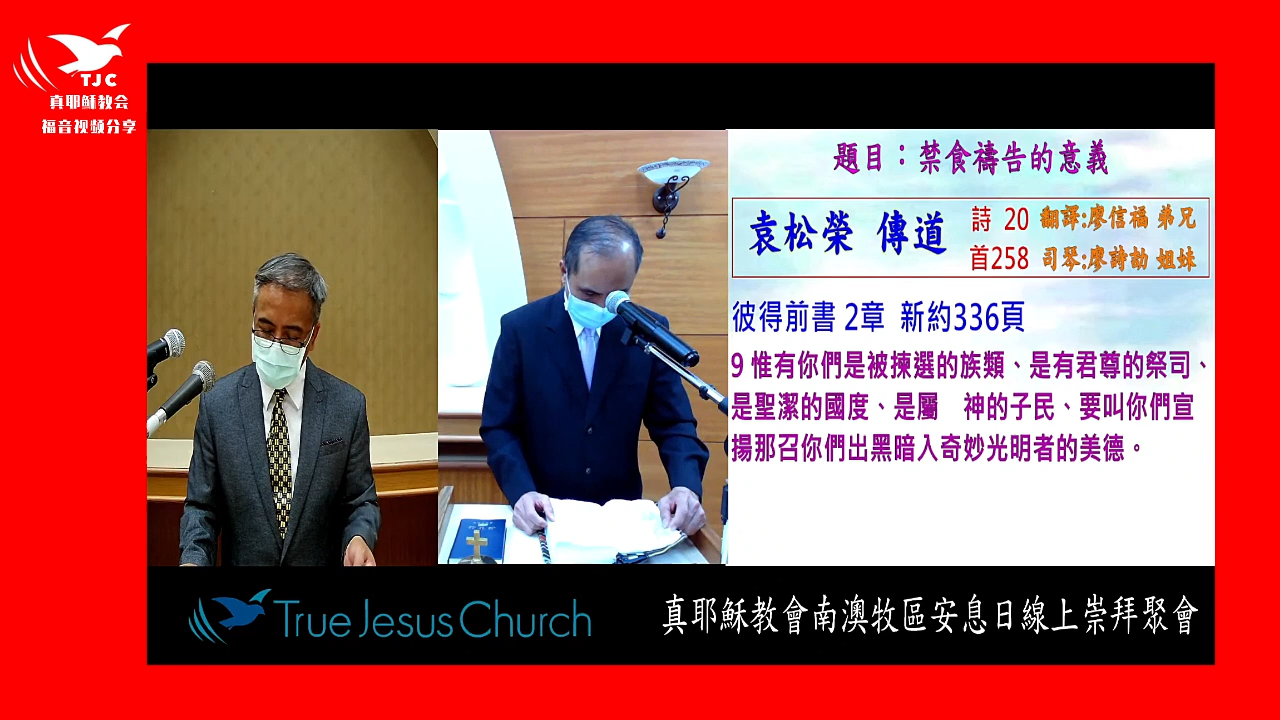 TJC
真耶稣教会
福音视频分享
題目：禁食禱告的意義
袁松榮 傳道
詩 20
首258
翻譯:廖信福 弟兄
司琴:廖詩劼 姐妹
彼得前書 2章 新約336頁
9 惟有你們是被揀選的族類、是有君尊的祭司、
是聖潔的國度、是屬　神的子民、要叫你們宣
揚那召你們出黑暗入奇妙光明者的美德。
True Jesus Church
真耶穌教會南澳牧區安息日線上崇拜聚會